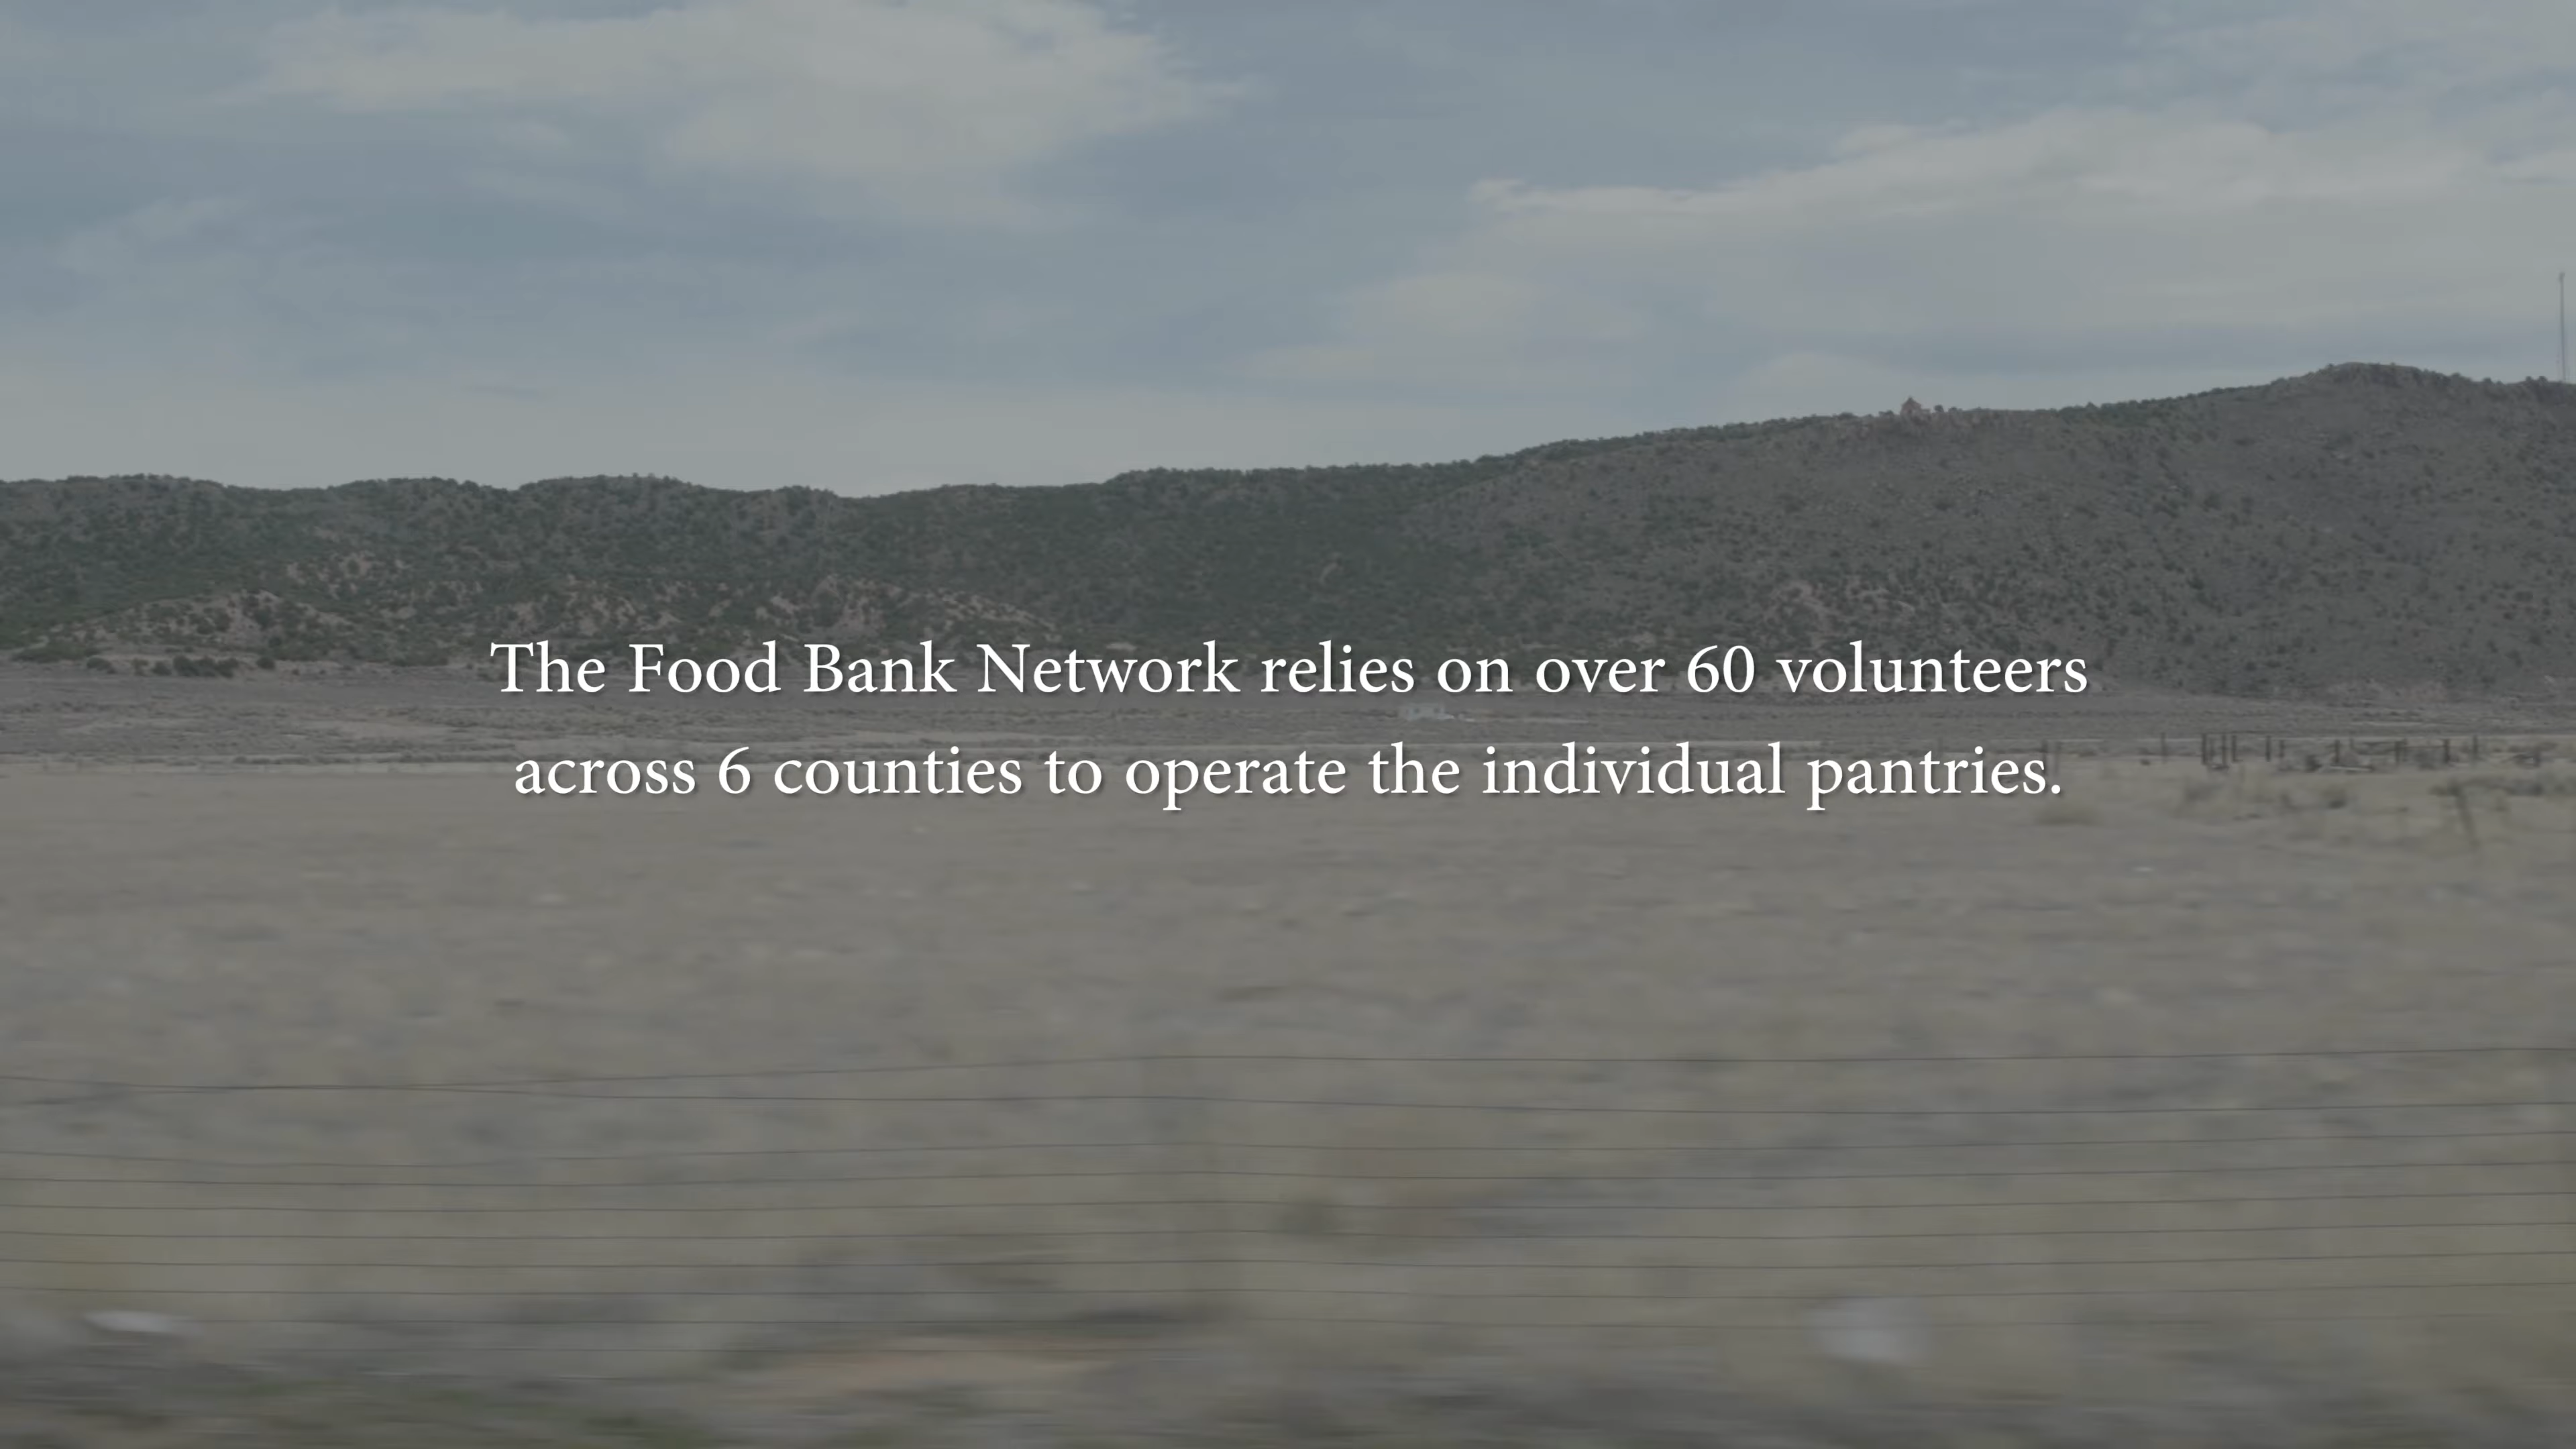 The Food Bank Network relies on over 60 volunteers
across 6 counties to operate the individual pantries.